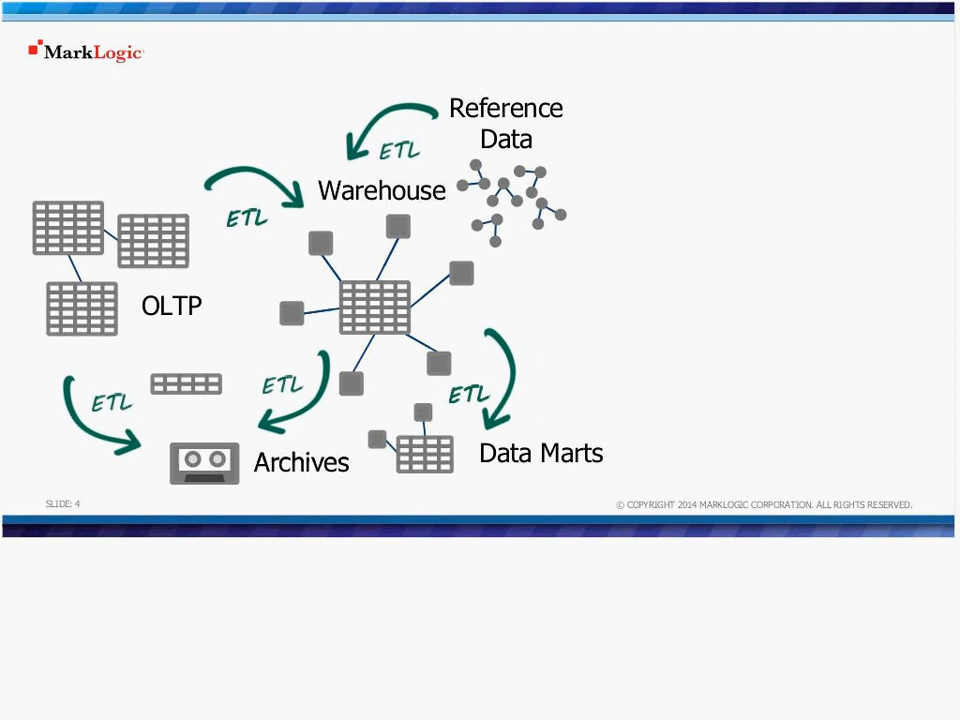 MarkLogic
Reference
Data
ETL
Warehouse
ETL
OLTP
ETL
ETL
ETL
Data Marts
Archives
SLIDE: 4
© COPYRIGHT 2014 MARKLOGIC CORPORATION. ALL RIGHTS RESERVED.